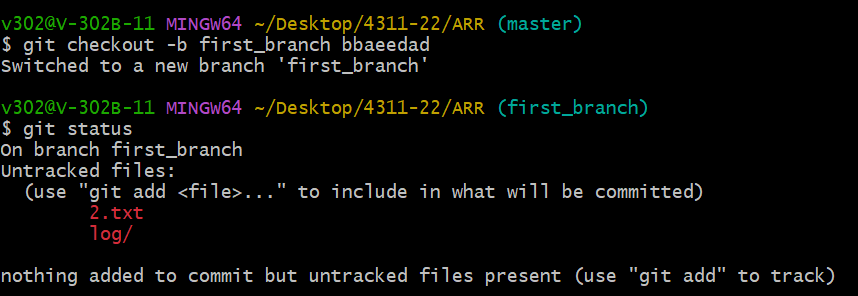 v302@V-302B-11 MINGW64 ~/Desktop/4311-22/ARR (master)
$ git checkout -b first_branch bbaeedad
Switched to a new branch 'first_branch'
v302@V-302B-11 MINGW64 ~/Desktop/4311-22/ARR (first_branch)
$ git status
On branch first_branch
Untracked files:
  (use "git add <file>..." to include in what will be committed)
        2.txt
        log/
nothing added to commit but untracked files present (use "git add" to track)